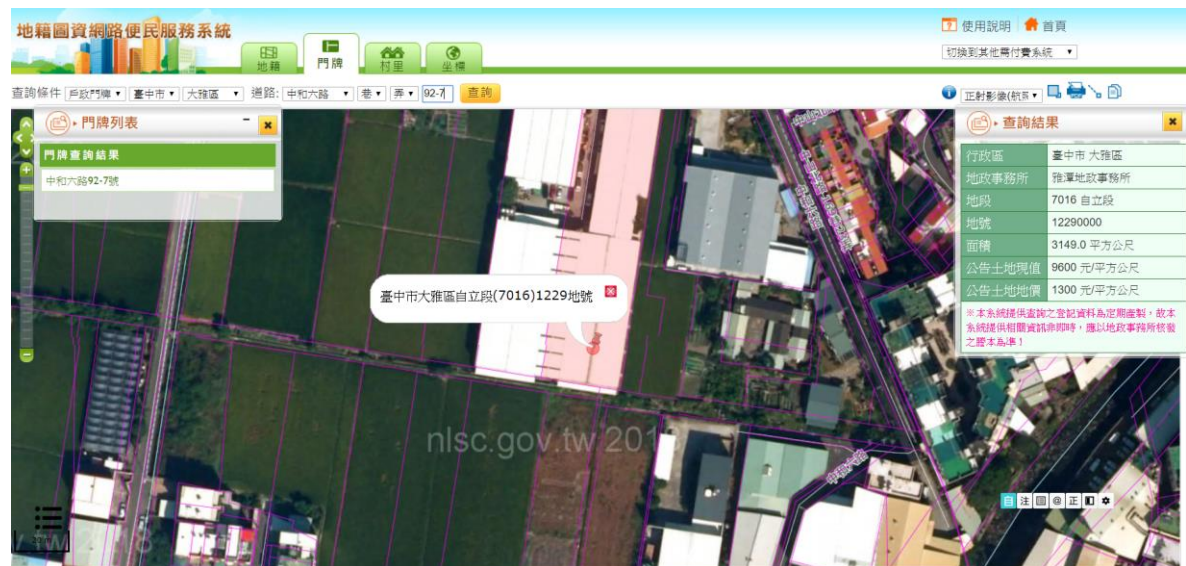 地籍圖資網路便民服務系統
地籍
門牌
村里
坐標
使用說明
首頁
切換到其他需付費系統
查詢條件 戶政門牌 臺中市 大雅區 道路: 中和六路 巷 弄 92-7 查詢
正射影像(航
門牌列表
門牌查詢結果
中和六路92-7號
臺中市大雅區自立段(7016)1229地號
查詢結果
行政區 臺中市 大雅區
地政事務所 雅潭地政事務所
地段 7016 自立段
地號 12290000
面積 3149.0 平方公尺
公告土地現值 9600 元/平方公尺
公告土地地價 1300 元/平方公尺
※本系統提供查詢之登記資料為定期產製，故本
系統提供相關資訊非即時，應以地政事務所核發
之謄本為準！
nlsc.gov.tw 201
中和六路
注
@
正